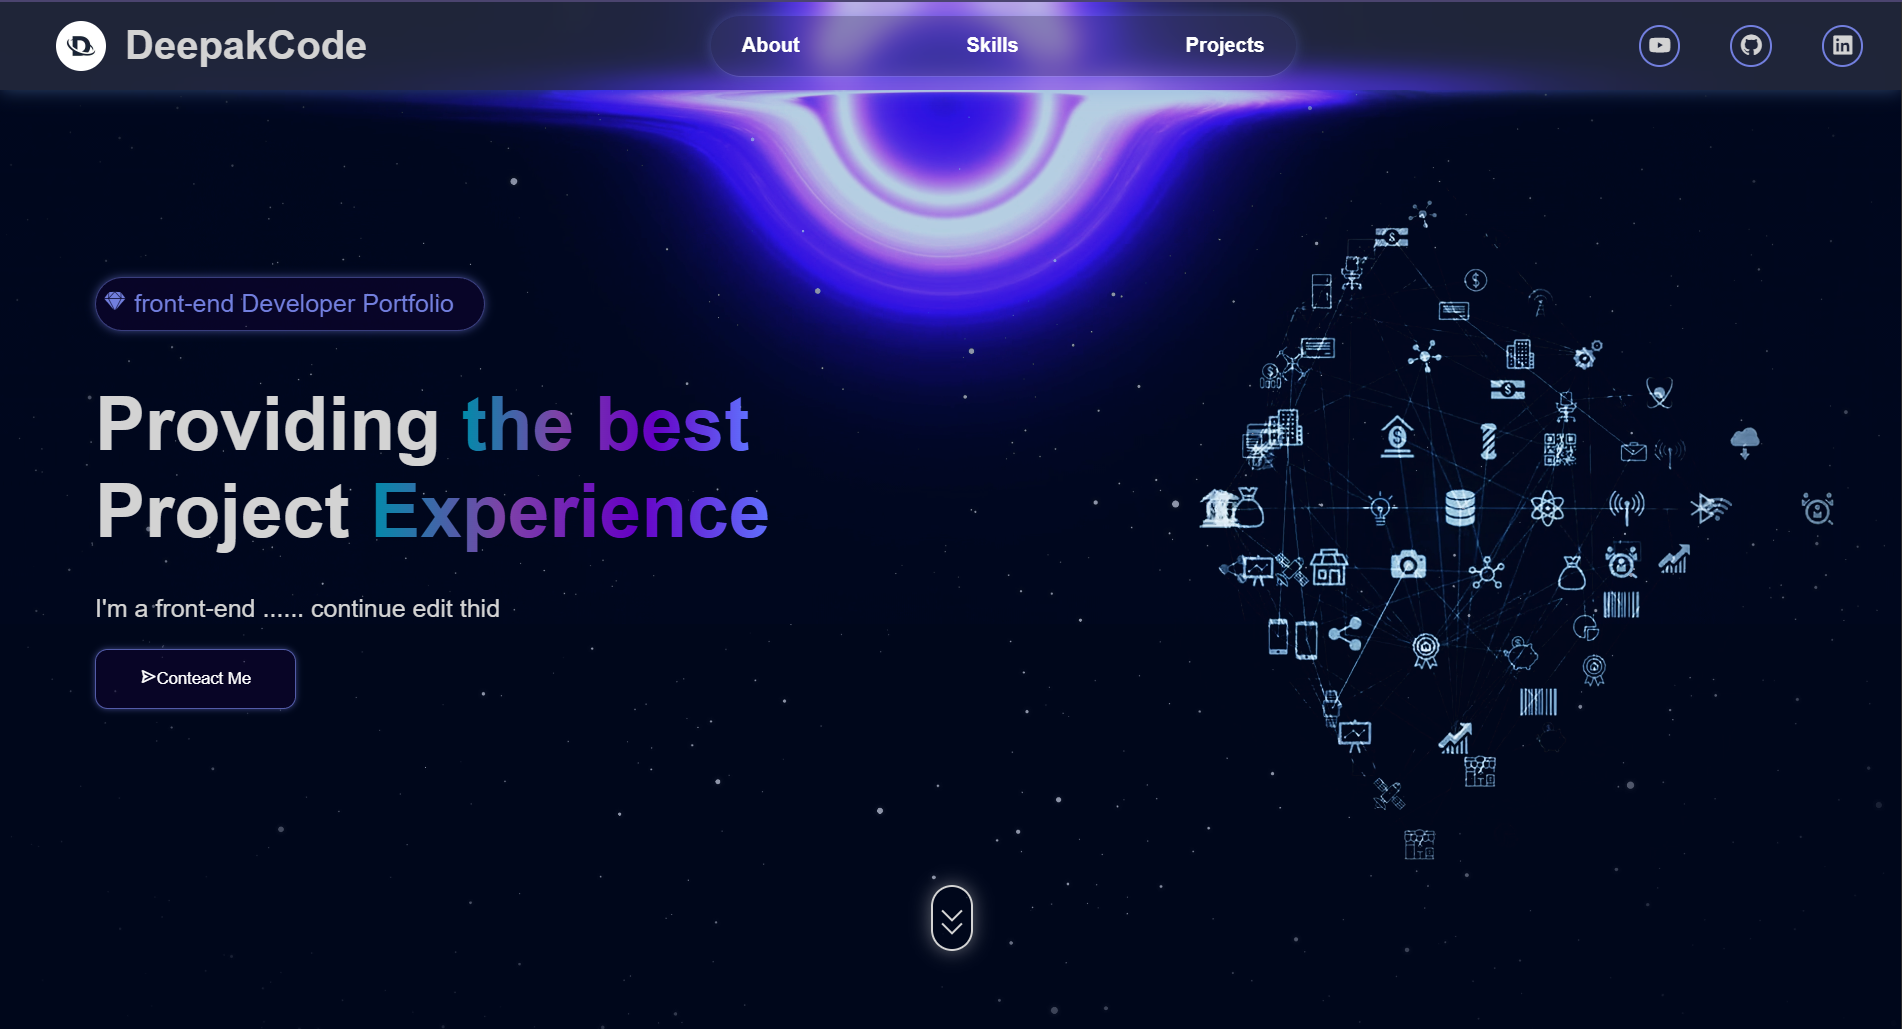 DeepakCode
About
Skills
Projects
front-end Developer Portfolio
Providing the best
Project Experience
I'm a front-end ...... continue edit thid
Conteact Me